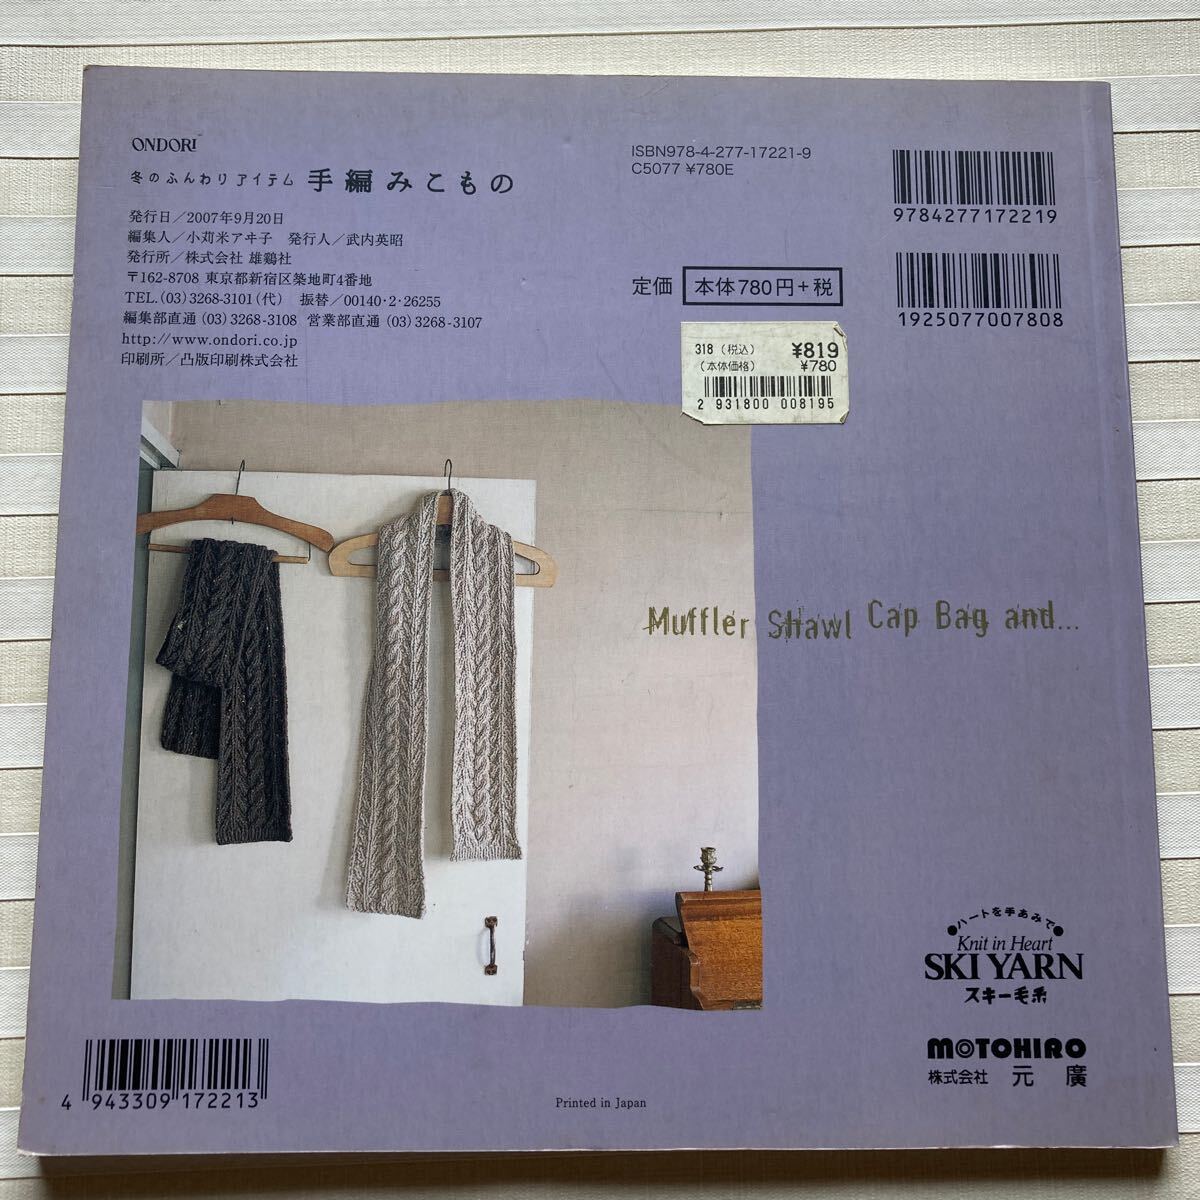 ONDORI
冬のふんわりアイテム 手編みこもの
発行日／2007年9月20日
編集人／小苅米アヰ子 発行人／武内英昭
発行所／株式会社 雄鷄社
〒162-8708 東京都新宿区築地町4番地
TEL.(03)3268-3101(代) 振替／00140・2・26255
編集部直通(03)3268-3108 営業部直通(03)3268-3107
http://www.ondori.co.jp
印刷所／凸版印刷株式会社
ISBN978-4-277-17221-9
C5077 ¥780E
定価 本体780円+税
9784277172219
1925077007808
318 (税込) ¥819
(本体価格) ¥780
2 931800 008195
Muffler Shawl Cap Bag and...
●ハートを手あみで●
Knit in Heart
SKI YARN
スキー毛糸
MOTOHIRO
株式会社 元廣
4 943309 172213
Printed in Japan